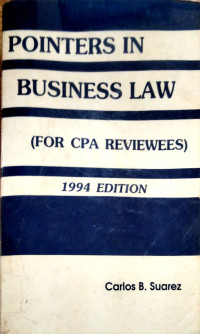 POINTERS IN
BUSINESS LAW
(FOR CPA REVIEWEES)
1994 EDITION
Carlos B. Suarez